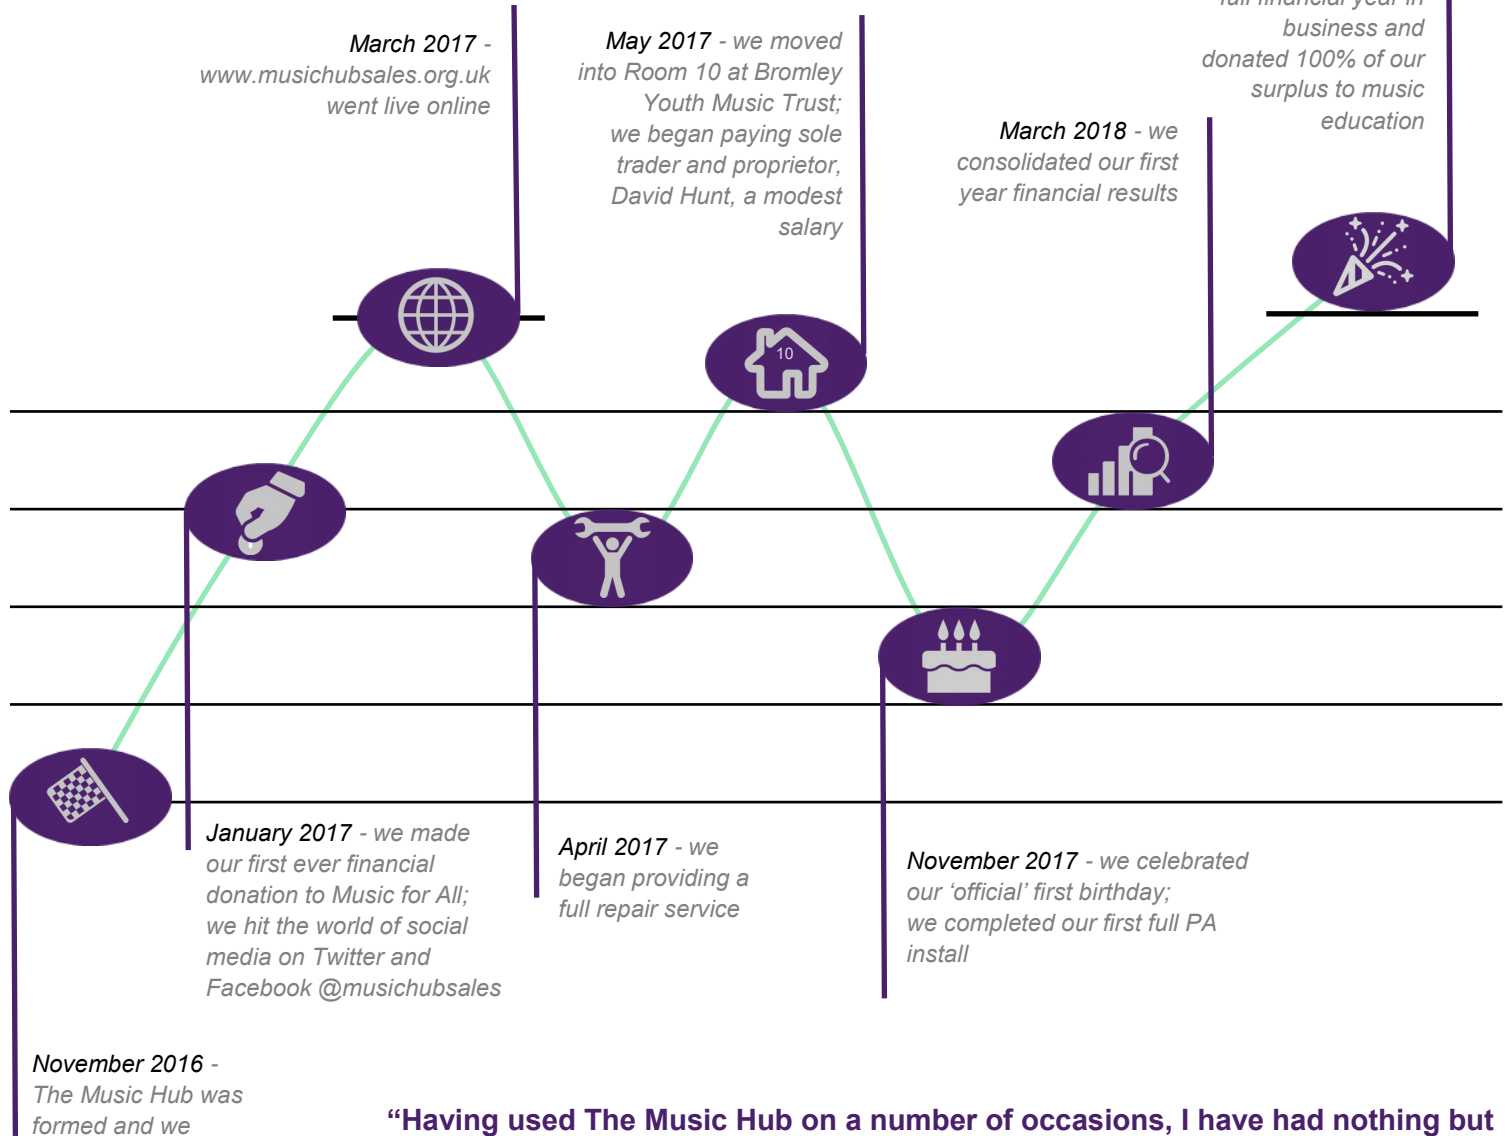 March 2017 -
www.musichubsales.org.uk
went live online
May 2017 - we moved
into Room 10 at Bromley
Youth Music Trust;
we began paying sole
trader and proprietor,
David Hunt, a modest
salary
March 2018 - we
consolidated our first
year financial results
full financial year in
business and
donated 100% of our
surplus to music
education
10
January 2017 - we made
our first ever financial
donation to Music for All;
we hit the world of social
media on Twitter and
Facebook @musichubsales
April 2017 - we
began providing a
full repair service
November 2017 - we celebrated
our ‘official’ first birthday;
we completed our first full PA
install
November 2016 -
The Music Hub was
formed and we
“Having used The Music Hub on a number of occasions, I have had nothing but